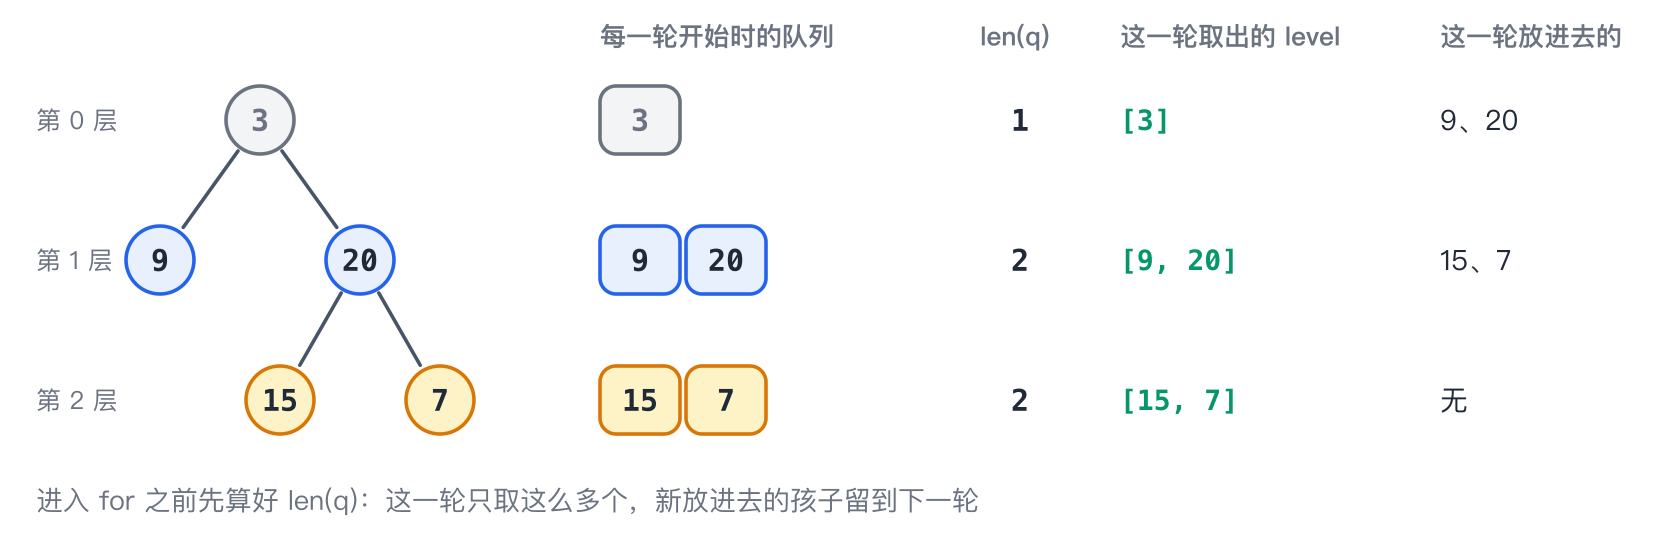 每一轮开始时的队列 len(q) 这一轮取出的 level 这一轮放进去的
第 0 层 3 3 1 [3] 9、20
第 1 层 9 20 9 20 2 [9, 20] 15、7
第 2 层 15 7 15 7 2 [15, 7] 无
进入 for 之前先算好 len(q)：这一轮只取这么多个，新放进去的孩子留到下一轮